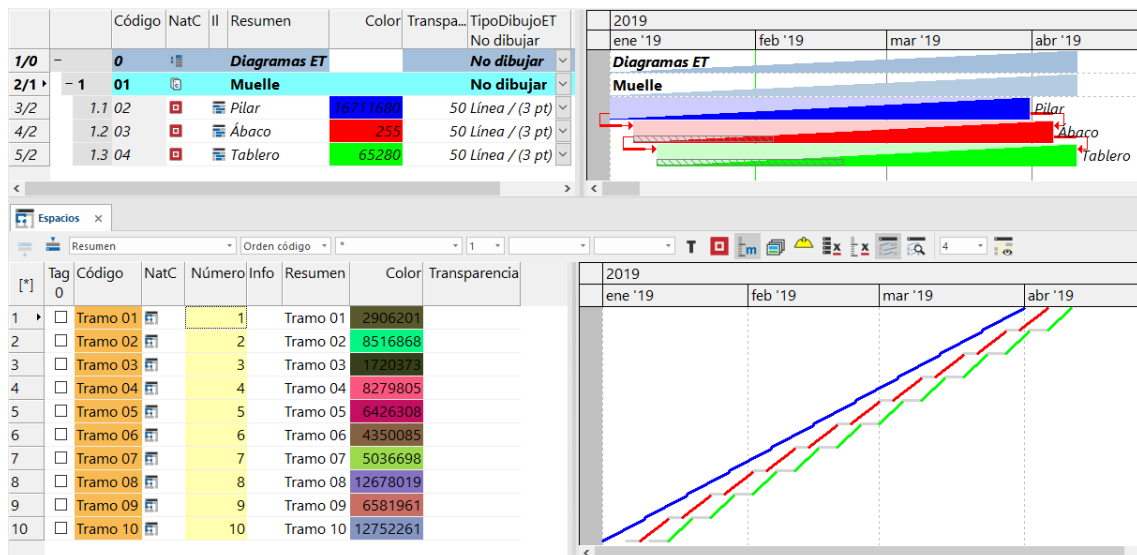 Código NatC Il Resumen Color Transpa... TipoDibujoET
No dibujar
1/0 − 0 Diagramas ET No dibujar
2/1 − 1 01 Muelle No dibujar
3/2 1.1 02 Pilar 16711680 50 Línea / (3 pt)
4/2 1.2 03 Ábaco 255 50 Línea / (3 pt)
5/2 1.3 04 Tablero 65280 50 Línea / (3 pt)
2019
ene '19 feb '19 mar '19 abr '19
Diagramas ET
Muelle
Pilar
Ábaco
Tablero
Espacios ×
Resumen Orden código * 1 T m x x 4
[*] Tag Código NatC Número Info Resumen Color Transparencia
0
1 Tramo 01 1 Tramo 01 2906201
2 Tramo 02 2 Tramo 02 8516868
3 Tramo 03 3 Tramo 03 1720373
4 Tramo 04 4 Tramo 04 8279805
5 Tramo 05 5 Tramo 05 6426308
6 Tramo 06 6 Tramo 06 4350085
7 Tramo 07 7 Tramo 07 5036698
8 Tramo 08 8 Tramo 08 12678019
9 Tramo 09 9 Tramo 09 6581961
10 Tramo 10 10 Tramo 10 12752261
2019
ene '19 feb '19 mar '19 abr '19